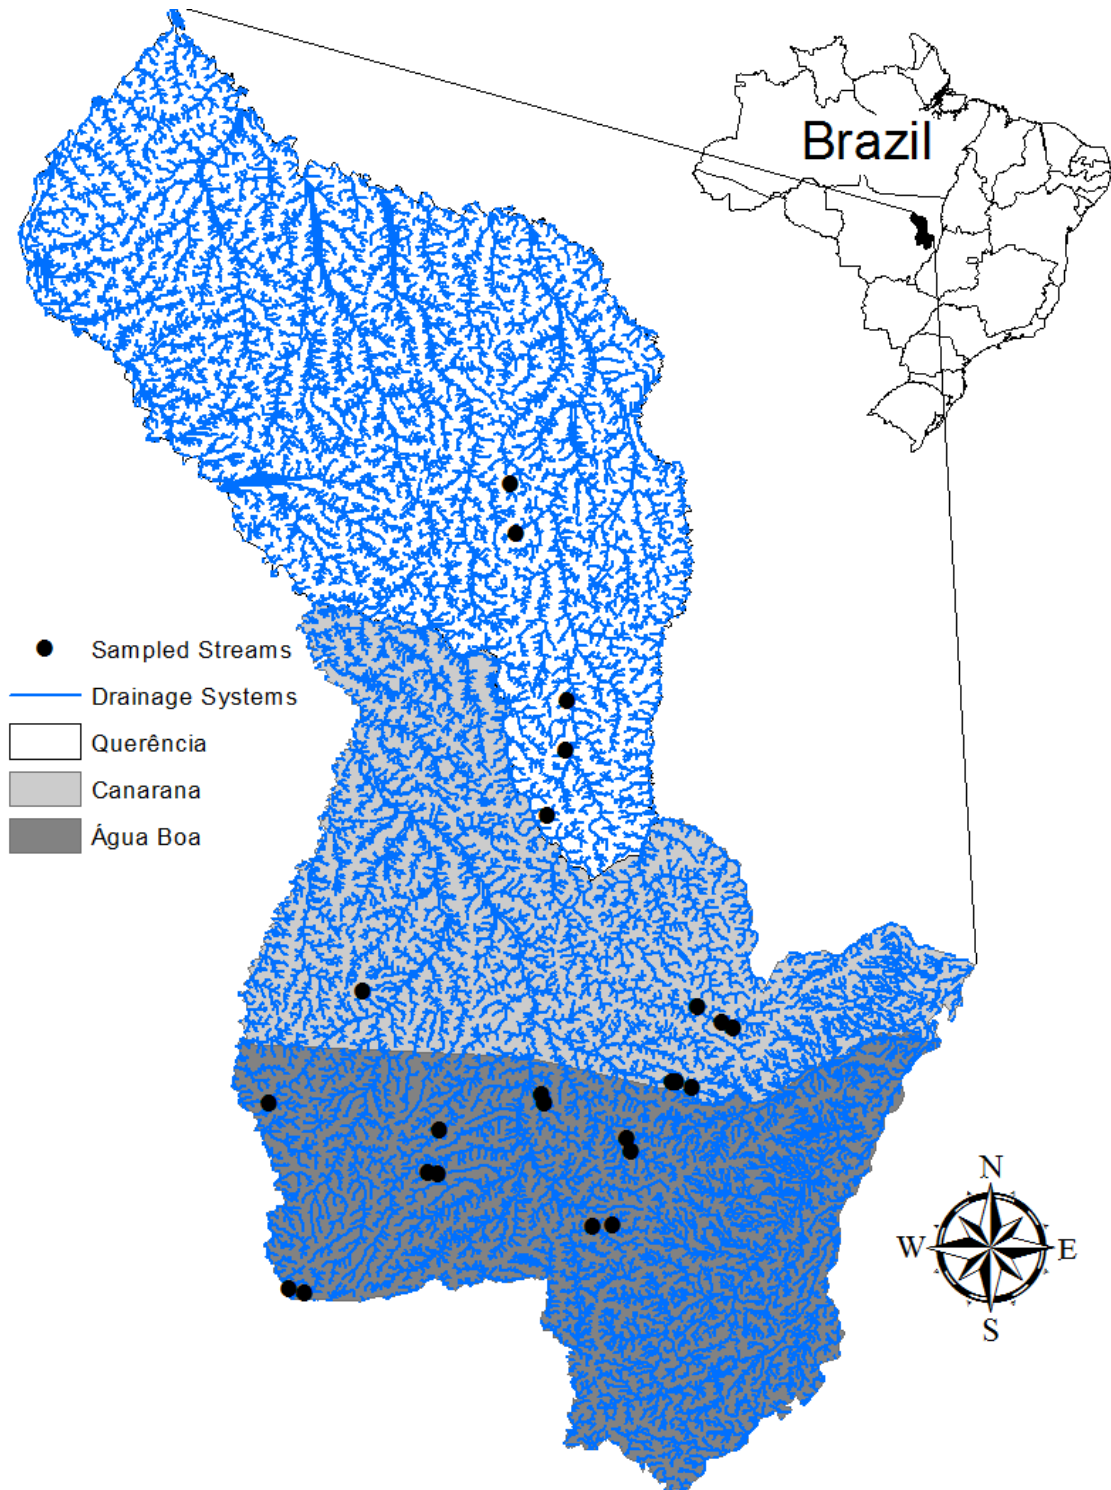 Brazil
Sampled Streams
Drainage Systems
Querência
Canarana
Água Boa
N
W
E
S